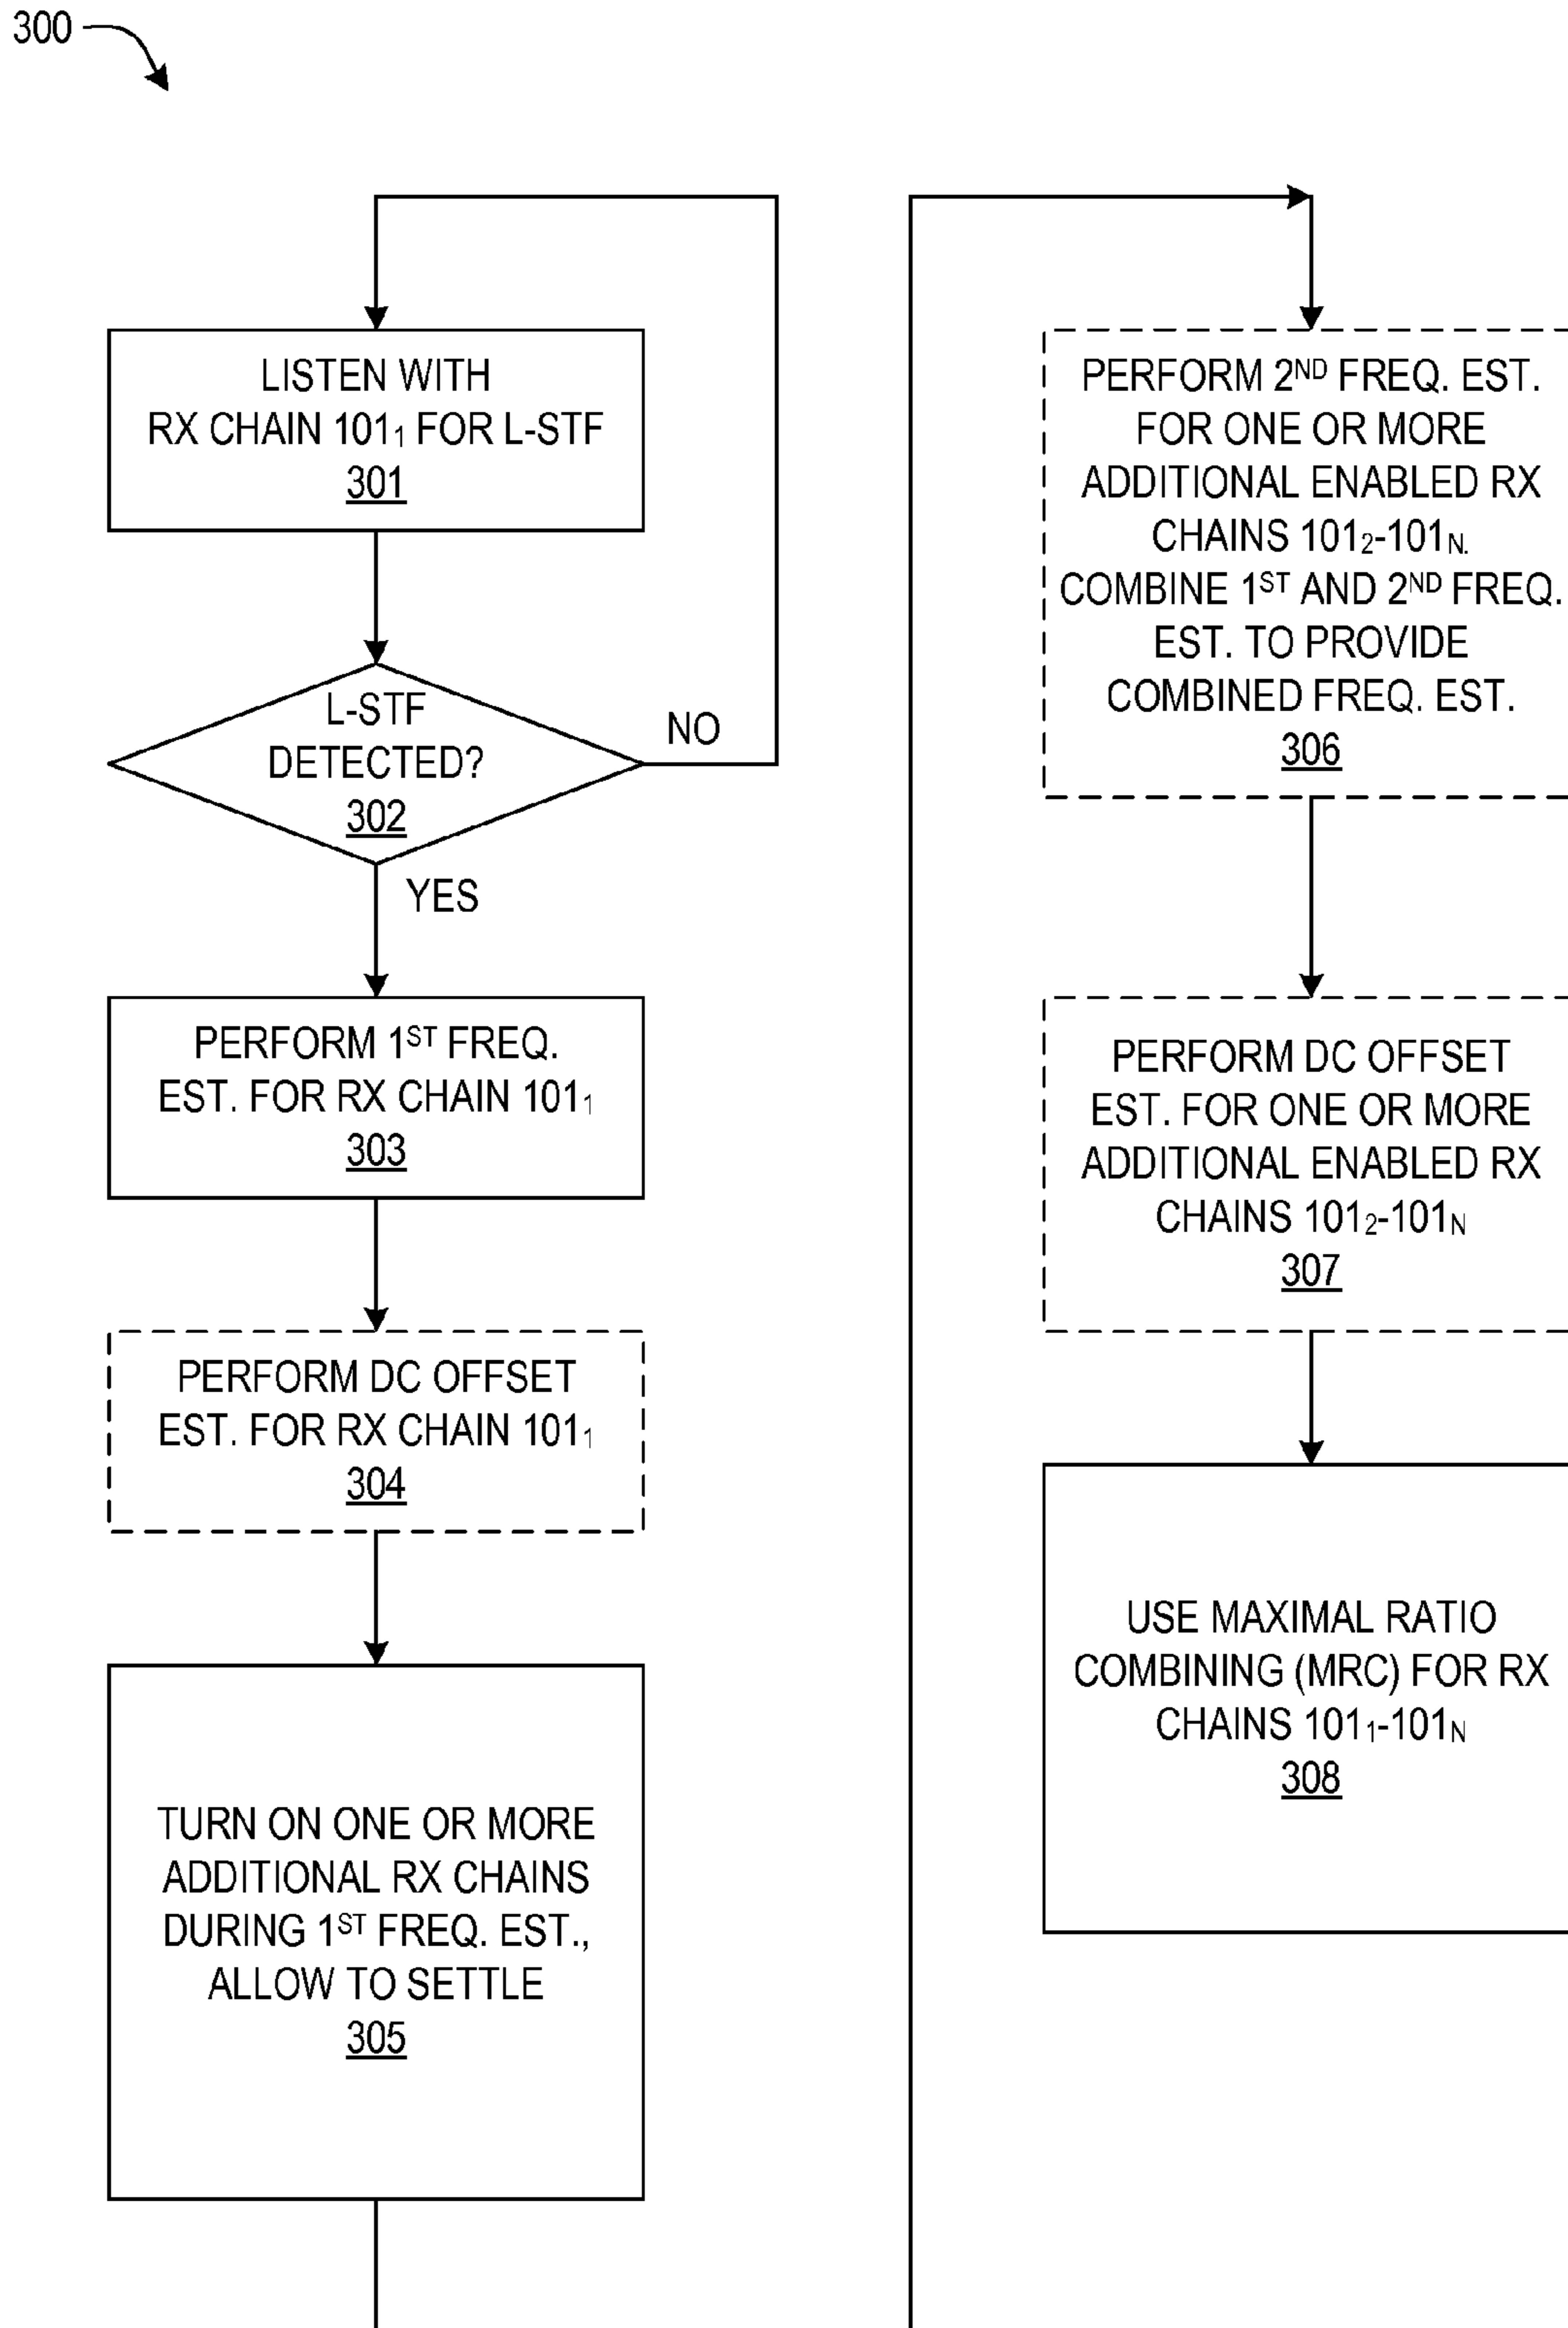 300
LISTEN WITH
RX CHAIN 101₁ FOR L-STF
301
L-STF
DETECTED?
302
NO
YES
PERFORM 1ST FREQ.
EST. FOR RX CHAIN 101₁
303
PERFORM DC OFFSET
EST. FOR RX CHAIN 101₁
304
TURN ON ONE OR MORE
ADDITIONAL RX CHAINS
DURING 1ST FREQ. EST.,
ALLOW TO SETTLE
305
PERFORM 2ND FREQ. EST.
FOR ONE OR MORE
ADDITIONAL ENABLED RX
CHAINS 101₂-101N.
COMBINE 1ST AND 2ND FREQ.
EST. TO PROVIDE
COMBINED FREQ. EST.
306
PERFORM DC OFFSET
EST. FOR ONE OR MORE
ADDITIONAL ENABLED RX
CHAINS 101₂-101N
307
USE MAXIMAL RATIO
COMBINING (MRC) FOR RX
CHAINS 101₁-101N
308